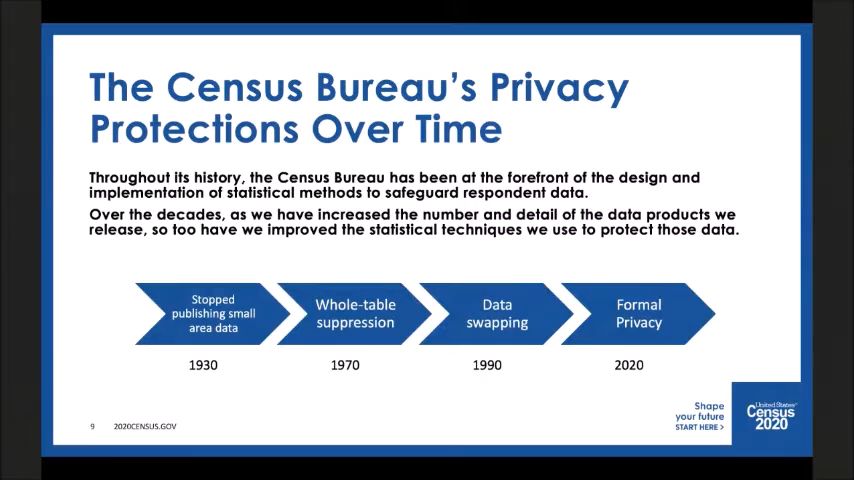 The Census Bureau's Privacy
Protections Over Time
Throughout its history, the Census Bureau has been at the forefront of the design and
implementation of statistical methods to safeguard respondent data.
Over the decades, as we have increased the number and detail of the data products we
release, so too have we improved the statistical techniques we use to protect those data.
Stopped
publishing small
area data
Whole-table
suppression
Data
swapping
Formal
Privacy
1930
1970
1990
2020
9
2020CENSUS.GOV
Shape
your future
START HERE >
United States™
Census
2020